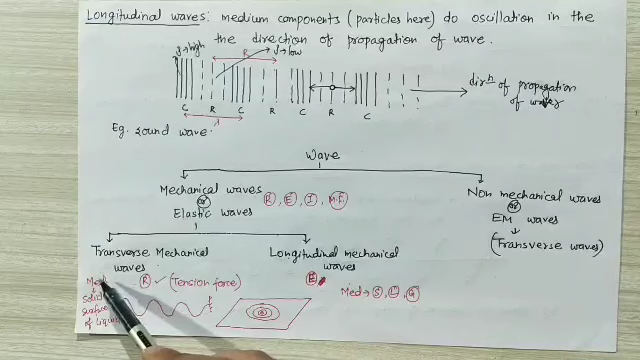 Longitudinal waves: medium components (particles here) do oscillation in the
the direction of propagation of wave.
ρ→high
R
ρ→low
C R C R C R C
λ
dirⁿ of propagation
of wave
Eg. sound wave.
Wave
Mechanical waves
or
Elastic waves
R, E, I, M.F.
Non mechanical waves
or
EM waves
(Transverse waves)
Transverse Mechanical
waves
Longitudinal mechanical
waves
Med
R ✓ (Tension force)
E
Med → S, L, G
Solid
surface
of liquid